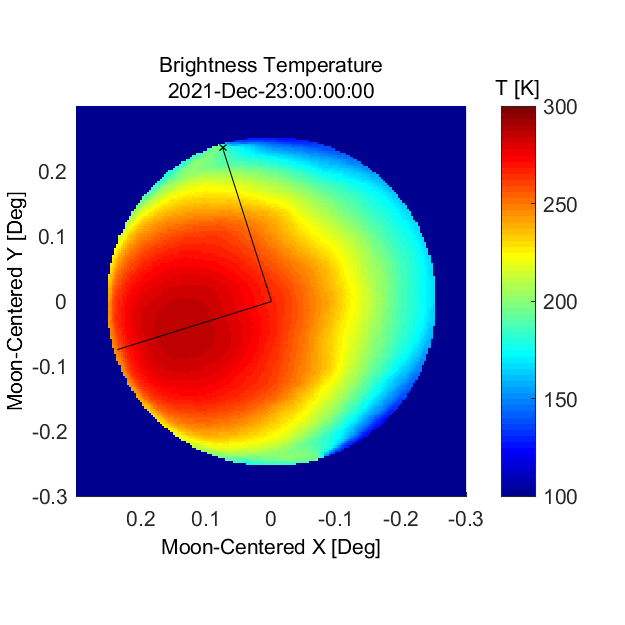 Brightness Temperature
2021-Dec-23:00:00:00
T [K]
300
250
200
150
100
Moon-Centered Y [Deg]
0.2
0.1
0
-0.1
-0.2
-0.3
0.2 0.1 0 -0.1 -0.2 -0.3
Moon-Centered X [Deg]